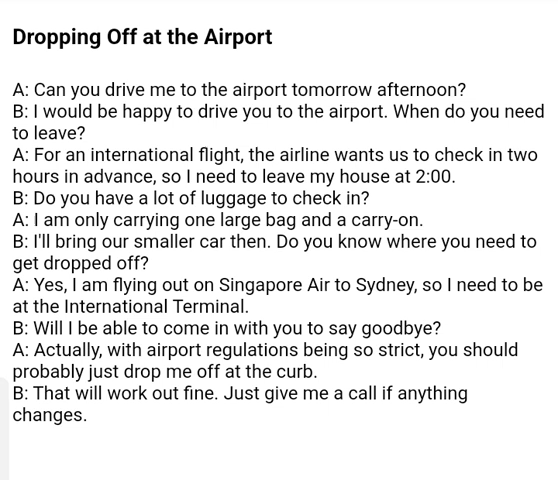 Dropping Off at the Airport
A: Can you drive me to the airport tomorrow afternoon?
B: I would be happy to drive you to the airport. When do you need
to leave?
A: For an international flight, the airline wants us to check in two
hours in advance, so I need to leave my house at 2:00.
B: Do you have a lot of luggage to check in?
A: I am only carrying one large bag and a carry-on.
B: I'll bring our smaller car then. Do you know where you need to
get dropped off?
A: Yes, I am flying out on Singapore Air to Sydney, so I need to be
at the International Terminal.
B: Will I be able to come in with you to say goodbye?
A: Actually, with airport regulations being so strict, you should
probably just drop me off at the curb.
B: That will work out fine. Just give me a call if anything
changes.